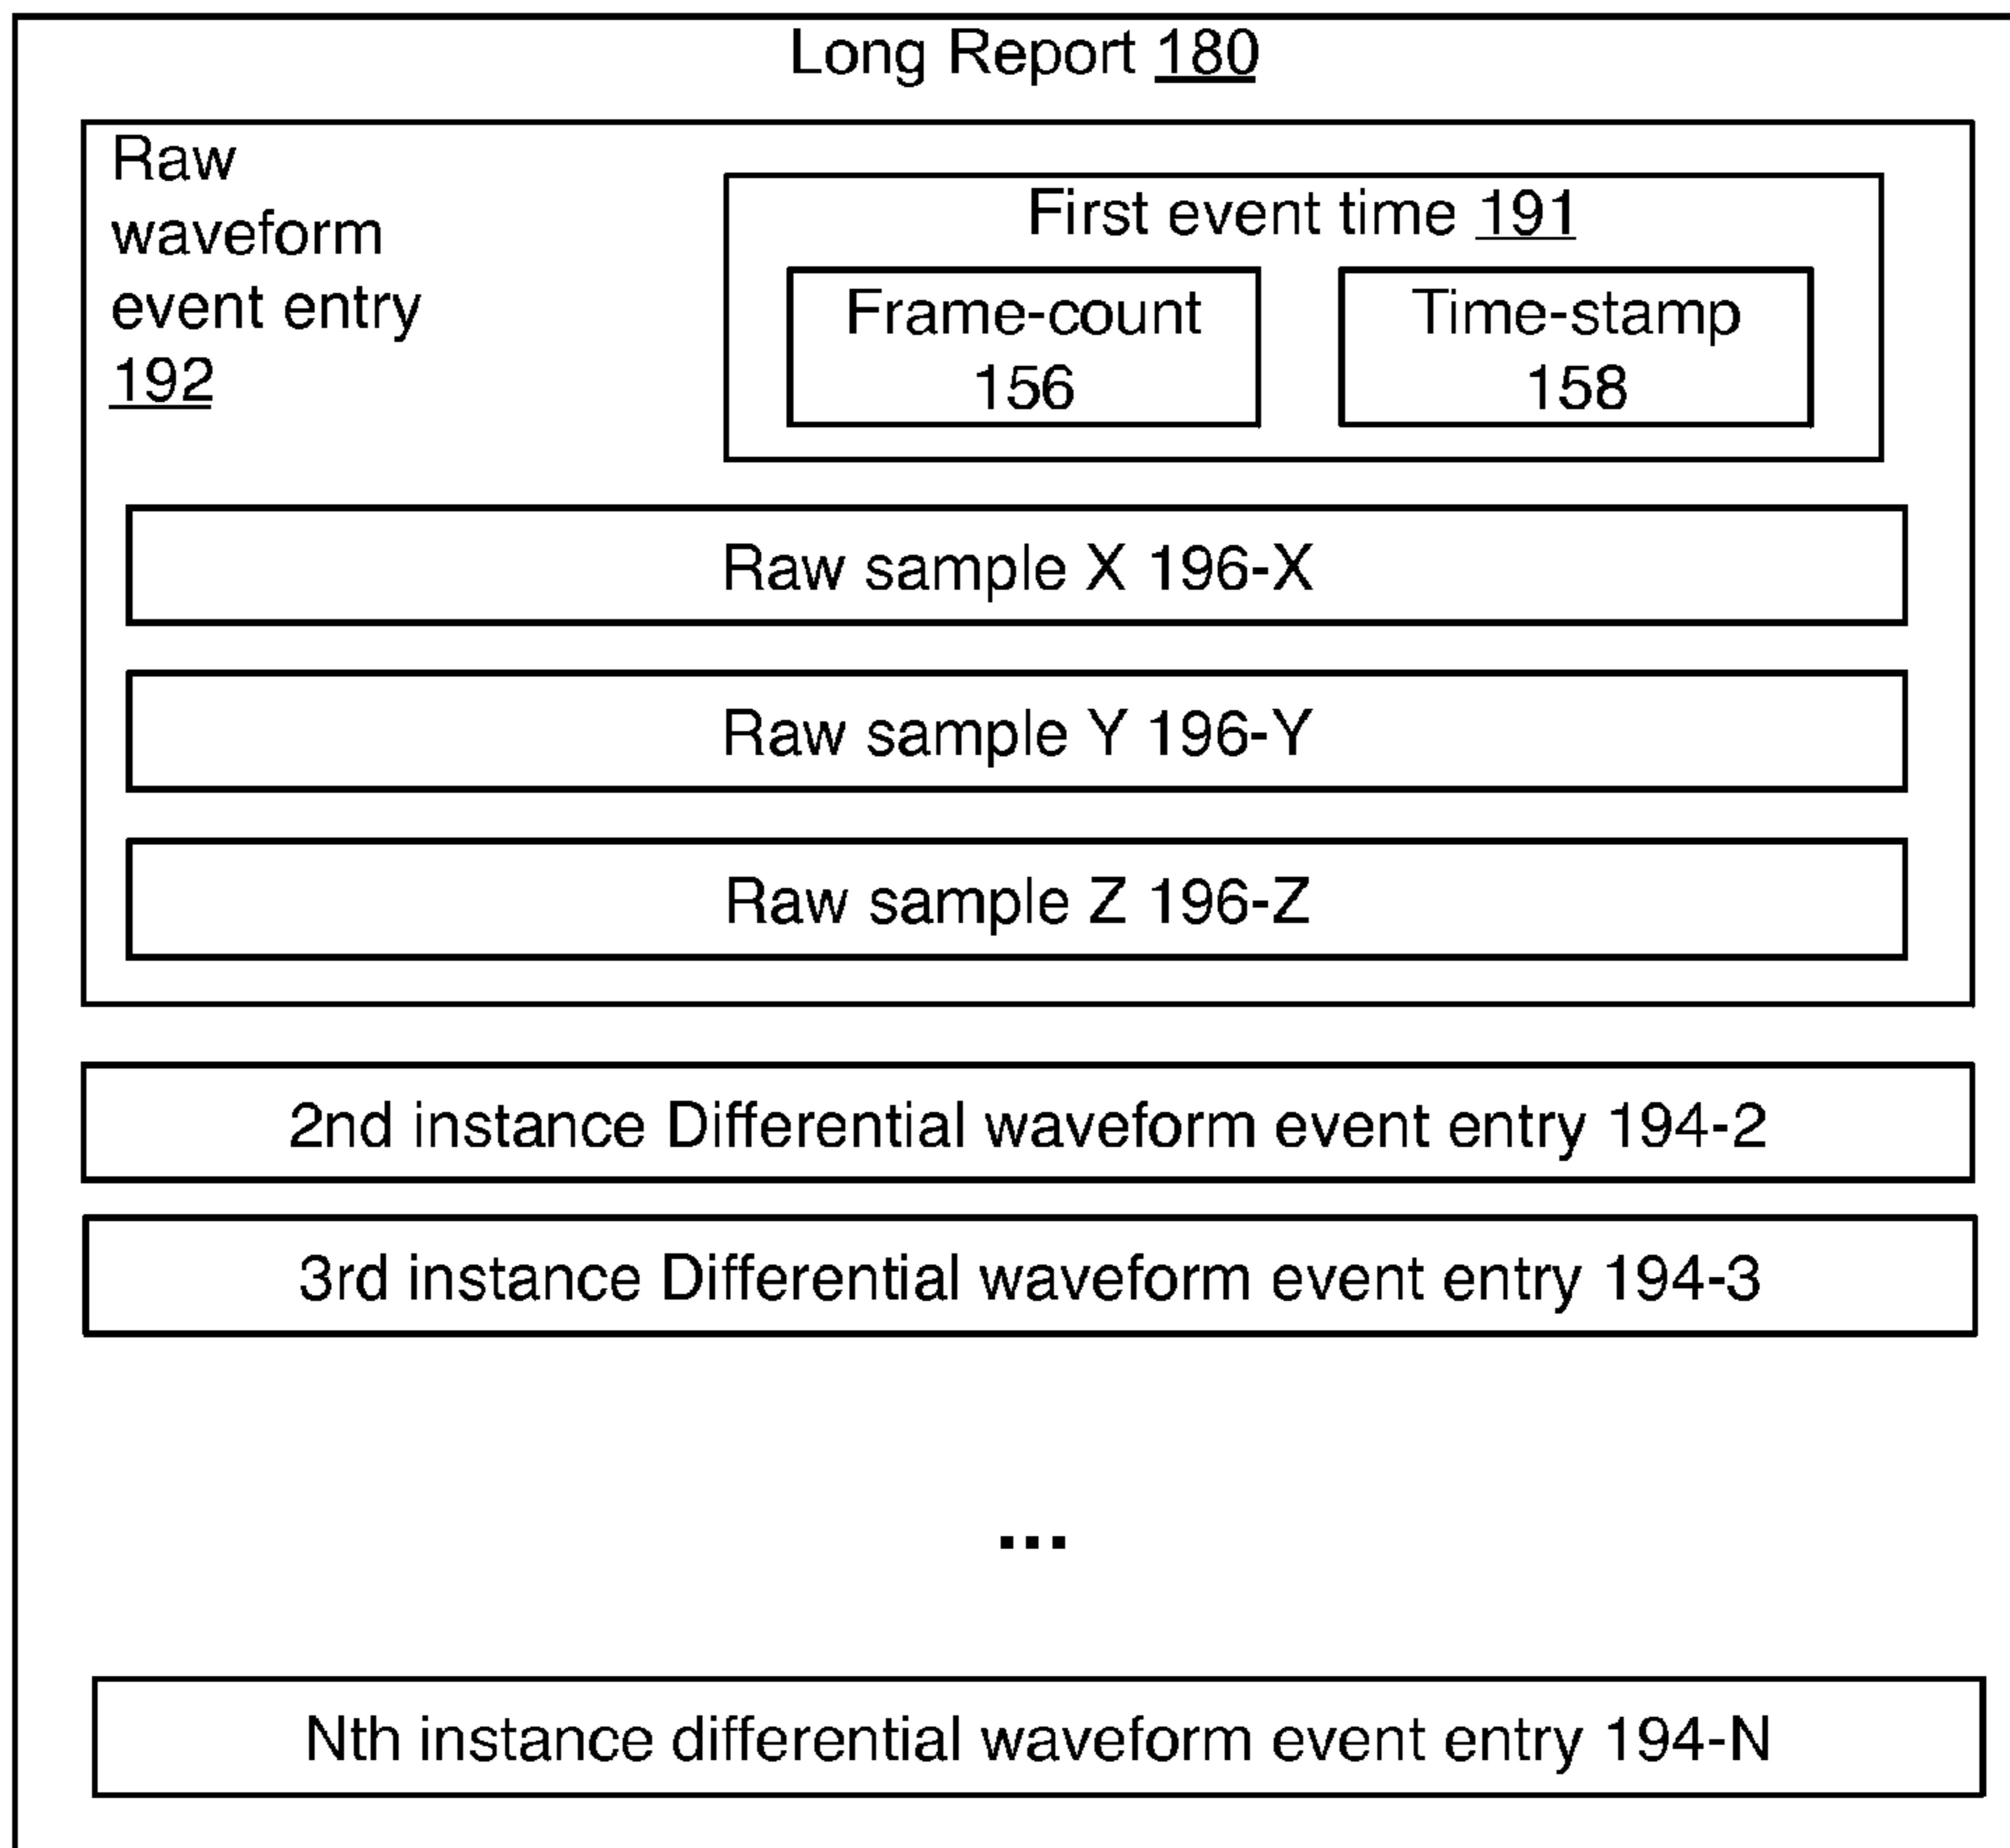 Long Report 180
Raw
waveform
event entry
192
First event time 191
Frame-count
156
Time-stamp
158
Raw sample X 196-X
Raw sample Y 196-Y
Raw sample Z 196-Z
2nd instance Differential waveform event entry 194-2
3rd instance Differential waveform event entry 194-3
...
Nth instance differential waveform event entry 194-N